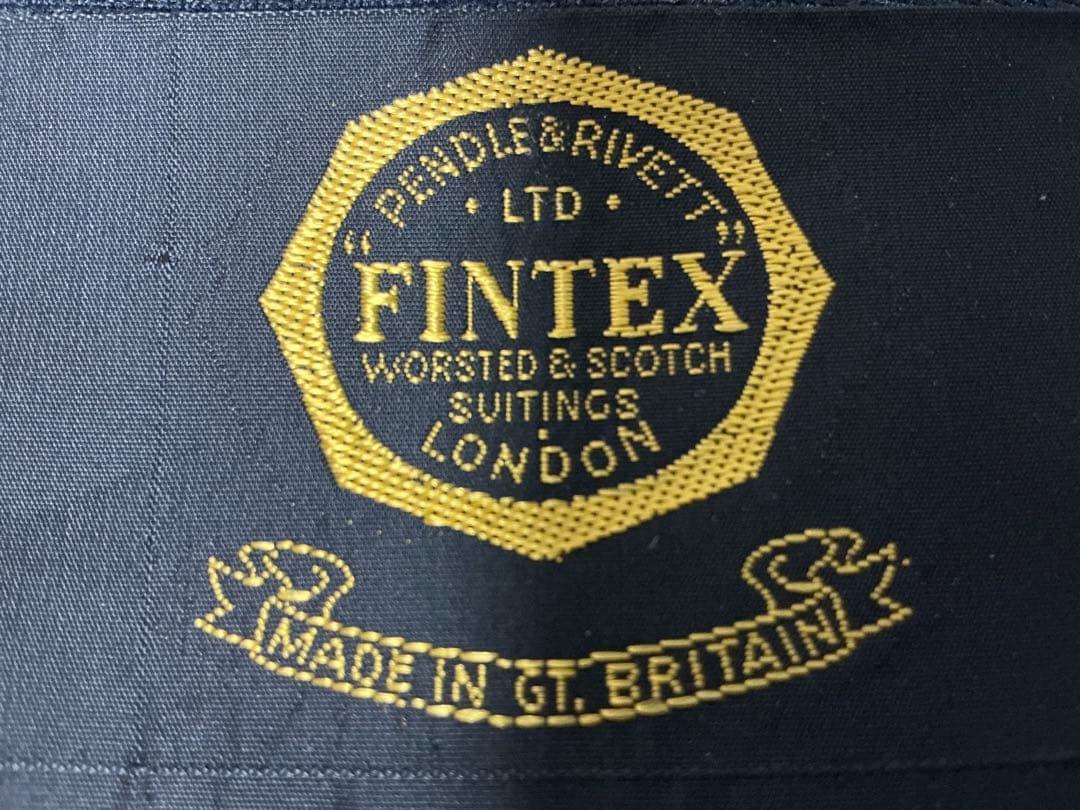 PENDLE & RIVETT
· LTD ·
"FINTEX"
WORSTED & SCOTCH
SUITINGS
LONDON
MADE IN GT. BRITAIN